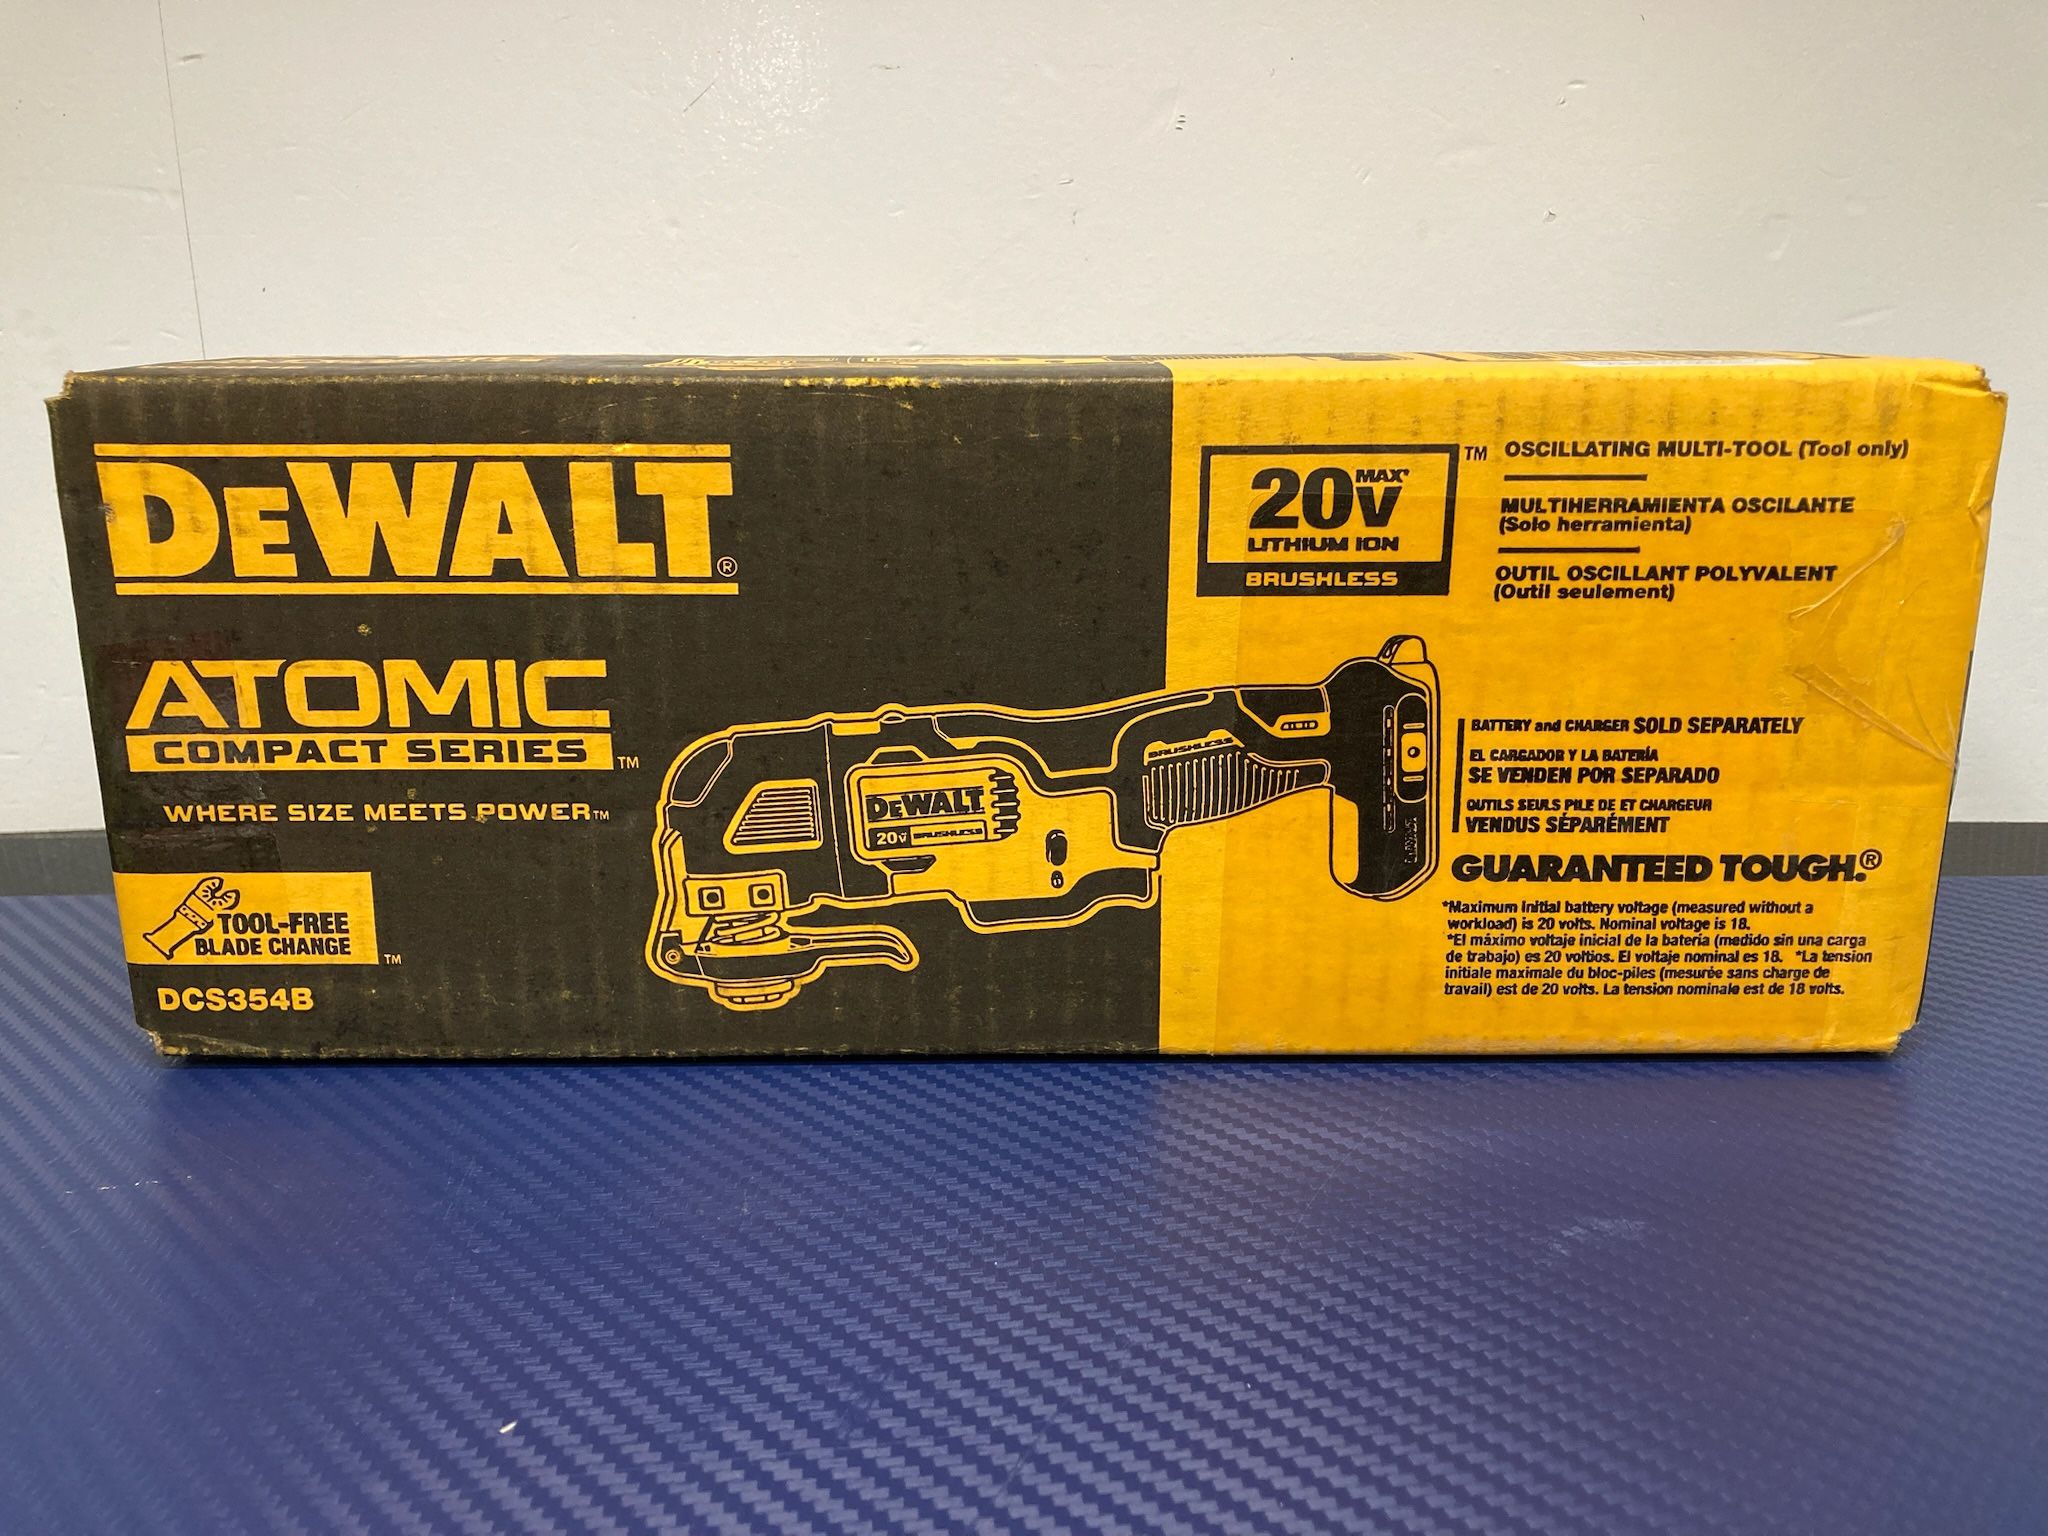 DEWALT®
ATOMIC
COMPACT SERIES™
WHERE SIZE MEETS POWER™
TOOL-FREE
BLADE CHANGE™
DCS354B
DEWALT
20V BRUSHLESS
BRUSHLESS
20V MAX*™
LITHIUM ION
BRUSHLESS
OSCILLATING MULTI-TOOL (Tool only)
MULTIHERRAMIENTA OSCILANTE
(Solo herramienta)
OUTIL OSCILLANT POLYVALENT
(Outil seulement)
BATTERY and CHARGER SOLD SEPARATELY
EL CARGADOR Y LA BATERÍA
SE VENDEN POR SEPARADO
OUTILS SEULS PILE DE ET CHARGEUR
VENDUS SÉPARÉMENT
GUARANTEED TOUGH.®
*Maximum initial battery voltage (measured without a
workload) is 20 volts. Nominal voltage is 18.
*El máximo voltaje inicial de la batería (medido sin una carga
de trabajo) es 20 voltios. El voltaje nominal es 18. *La tension
initiale maximale du bloc-piles (mesurée sans charge de
travail) est de 20 volts. La tension nominale est de 18 volts.